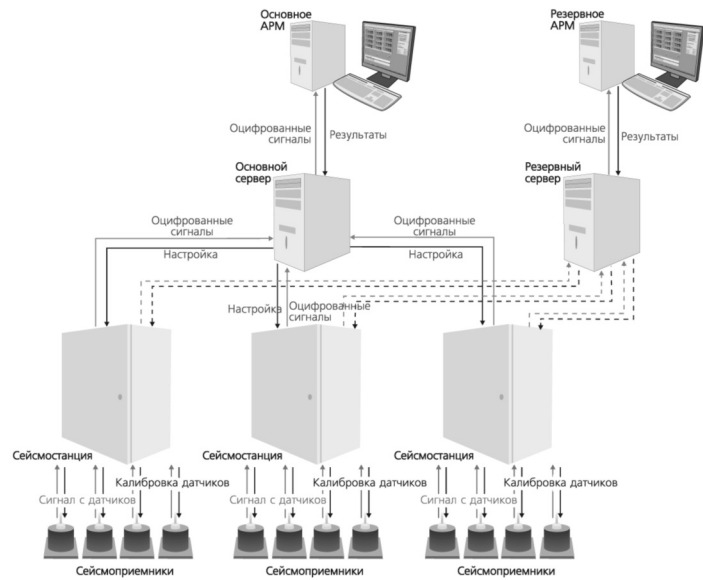 Основное
АРМ
Резервное
АРМ
Оцифрованные
сигналы
Результаты
Оцифрованные
сигналы
Результаты
Основной
сервер
Резервный
сервер
Оцифрованные
сигналы
Настройка
Оцифрованные
сигналы
Настройка
Настройка
Оцифрованные
сигналы
Сейсмостанция
Сейсмостанция
Сейсмостанция
Калибровка датчиков
Калибровка датчиков
Калибровка датчиков
Сигнал с датчиков
Сигнал с датчиков
Сигнал с датчиков
Сейсмоприемники
Сейсмоприемники
Сейсмоприемники